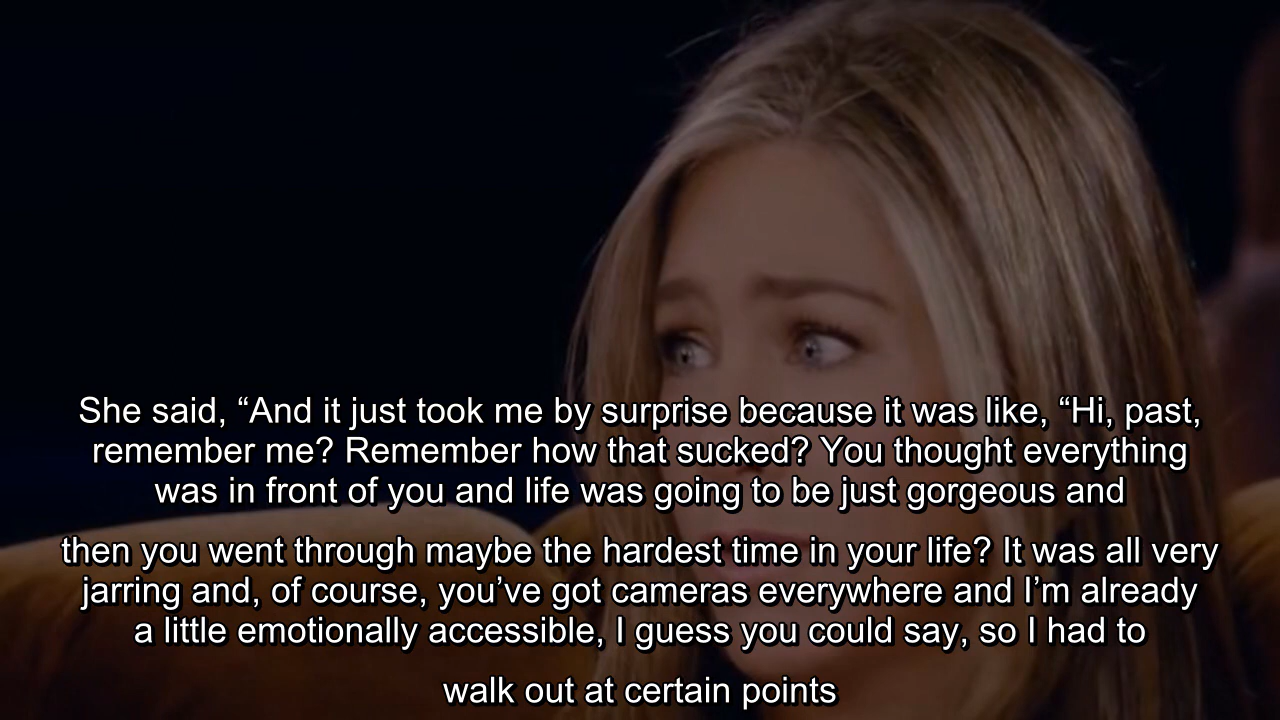 She said, “And it just took me by surprise because it was like, “Hi, past,
remember me? Remember how that sucked? You thought everything
was in front of you and life was going to be just gorgeous and
then you went through maybe the hardest time in your life? It was all very
jarring and, of course, you’ve got cameras everywhere and I’m already
a little emotionally accessible, I guess you could say, so I had to
walk out at certain points